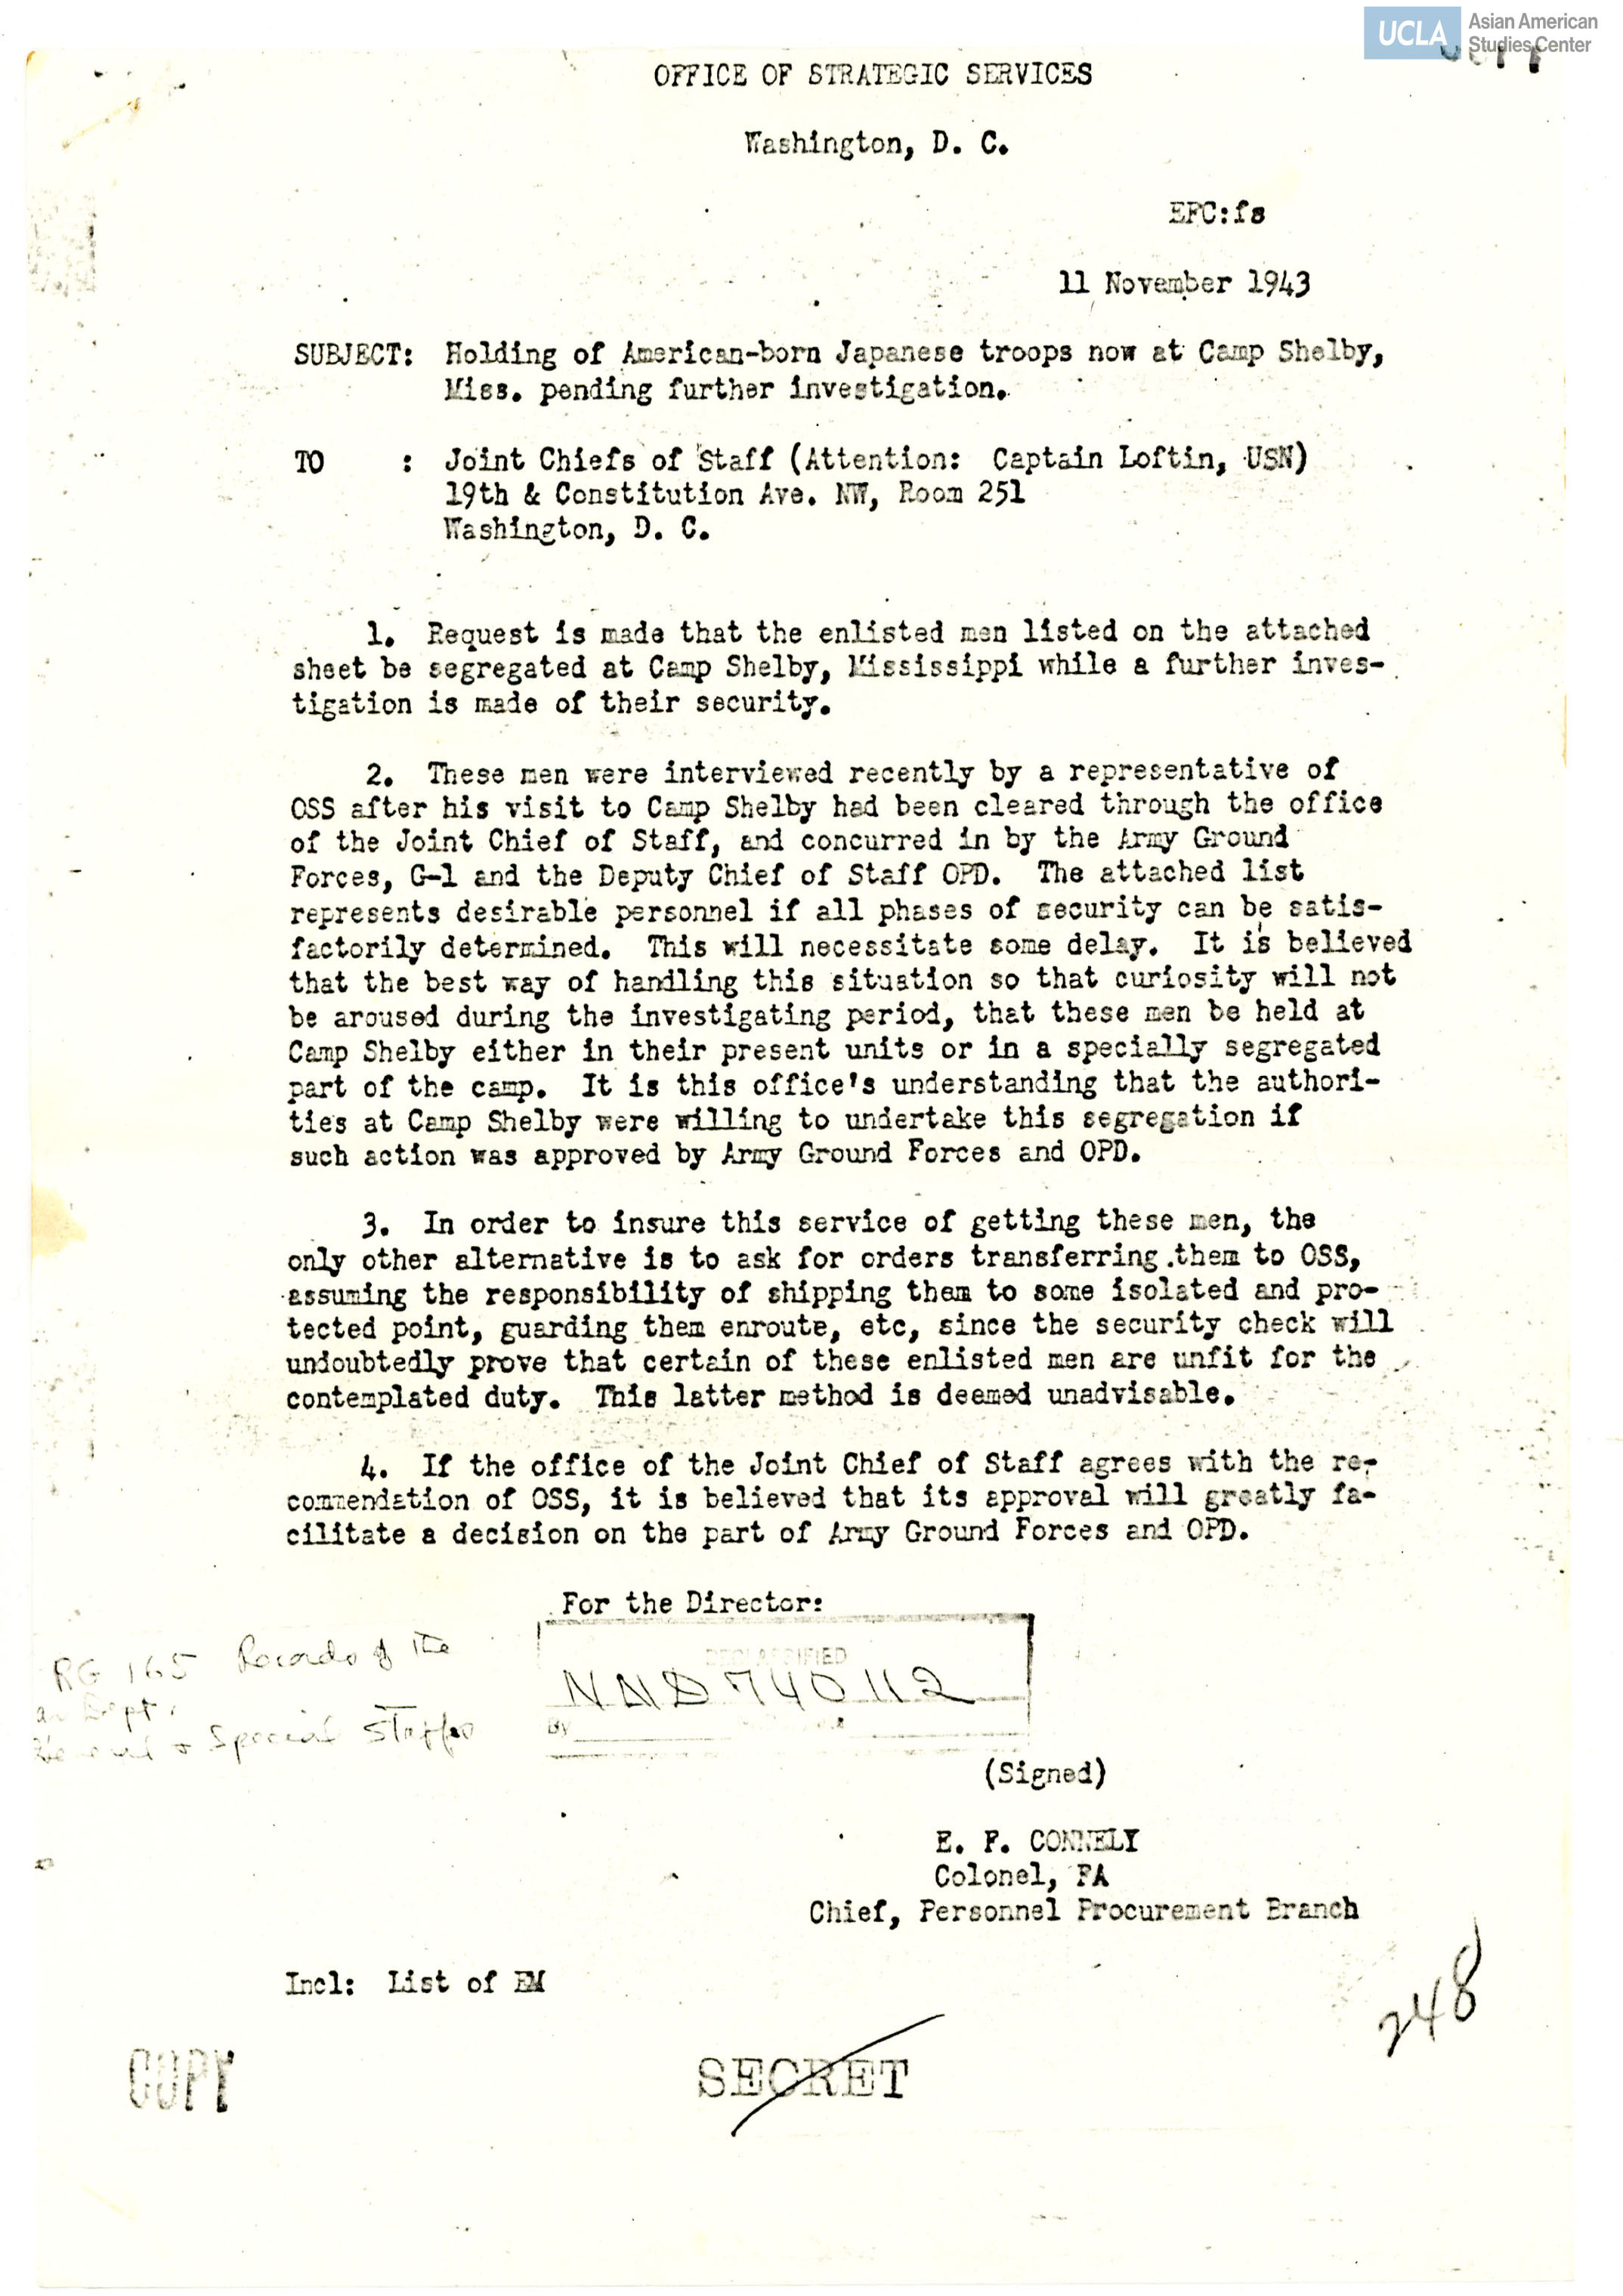 UCLA Asian American
Studies Center
OFFICE OF STRATEGIC SERVICES
Washington, D. C.
EFC:fs
11 November 1943
SUBJECT: Holding of American-born Japanese troops now at Camp Shelby,
Miss. pending further investigation.
TO : Joint Chiefs of Staff (Attention: Captain Loftin, USN)
19th & Constitution Ave. NW, Room 251
Washington, D. C.
1. Request is made that the enlisted men listed on the attached
sheet be segregated at Camp Shelby, Mississippi while a further inves-
tigation is made of their security.
2. These men were interviewed recently by a representative of
OSS after his visit to Camp Shelby had been cleared through the office
of the Joint Chief of Staff, and concurred in by the Army Ground
Forces, G-1 and the Deputy Chief of Staff OPD. The attached list
represents desirable personnel if all phases of security can be satis-
factorily determined. This will necessitate some delay. It is believed
that the best way of handling this situation so that curiosity will not
be aroused during the investigating period, that these men be held at
Camp Shelby either in their present units or in a specially segregated
part of the camp. It is this office's understanding that the authori-
ties at Camp Shelby were willing to undertake this segregation if
such action was approved by Army Ground Forces and OPD.
3. In order to insure this service of getting these men, the
only other alternative is to ask for orders transferring them to OSS,
assuming the responsibility of shipping them to some isolated and pro-
tected point, guarding them enroute, etc, since the security check will
undoubtedly prove that certain of these enlisted men are unfit for the
contemplated duty. This latter method is deemed unadvisable.
4. If the office of the Joint Chief of Staff agrees with the re-
commendation of OSS, it is believed that its approval will greatly fa-
cilitate a decision on the part of Army Ground Forces and OPD.
For the Director:
DECLASSIFIED
NND 740112
By
RG 165 Records of the
Dept.
+ Special Staffs
(Signed)
E. F. CONNELY
Colonel, FA
Chief, Personnel Procurement Branch
Incl: List of EM
248
COPY
SECRET